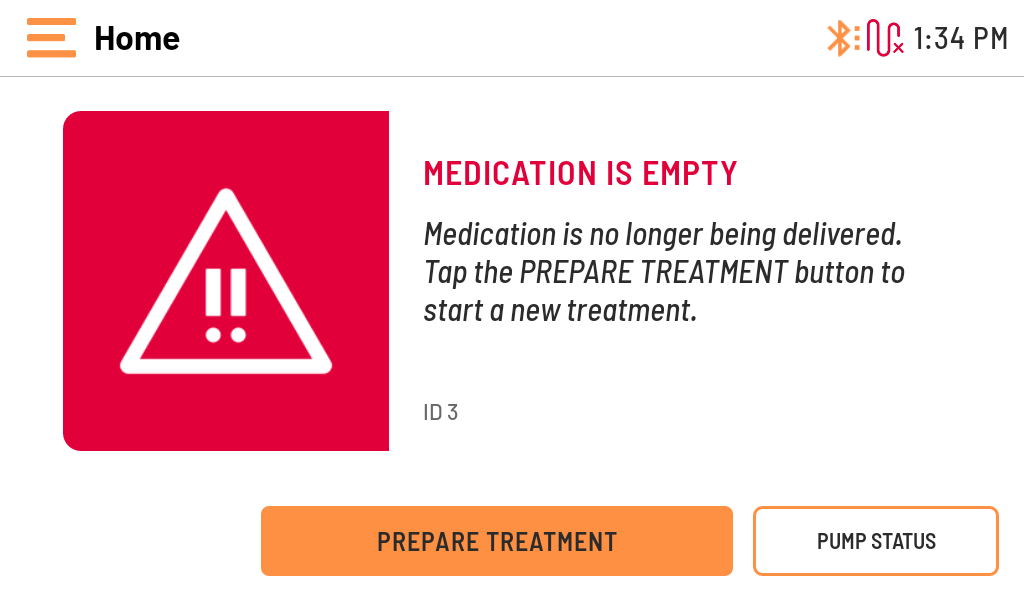 Home
1:34 PM
MEDICATION IS EMPTY
Medication is no longer being delivered.
Tap the PREPARE TREATMENT button to
start a new treatment.
ID 3
PREPARE TREATMENT
PUMP STATUS